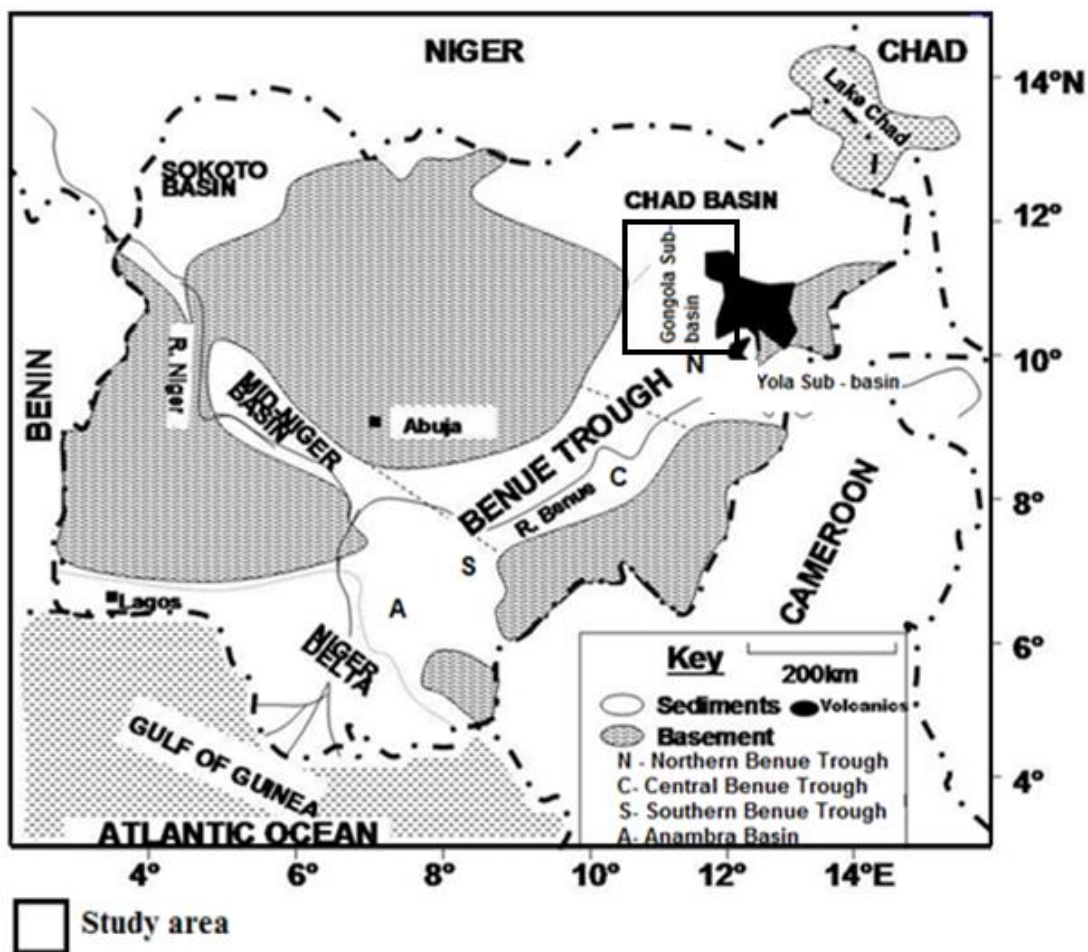 NIGER
CHAD
14°N
Lake Chad
SOKOTO
BASIN
CHAD BASIN
12°
Gongola Sub-
basin
BENIN
R. Niger
10°
N
Yola Sub - basin
MID-NIGER
BASIN
Abuja
BENUE TROUGH
C
R. Benue
8°
S
CAMEROON
Lagos
A
6°
NIGER
DELTA
Key
200km
Sediments
Volcanics
Basement
GULF OF GUINEA
N - Northern Benue Trough
C- Central Benue Trough
4°
S- Southern Benue Trough
ATLANTIC OCEAN
A- Anambra Basin
4°
6°
8°
10°
12°
14°E
Study area